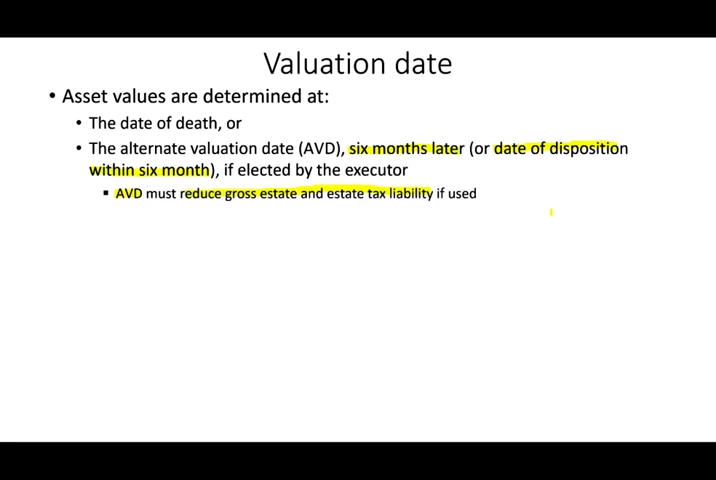 Valuation date
• Asset values are determined at:
• The date of death, or
• The alternate valuation date (AVD), six months later (or date of disposition
within six month), if elected by the executor
▪ AVD must reduce gross estate and estate tax liability if used